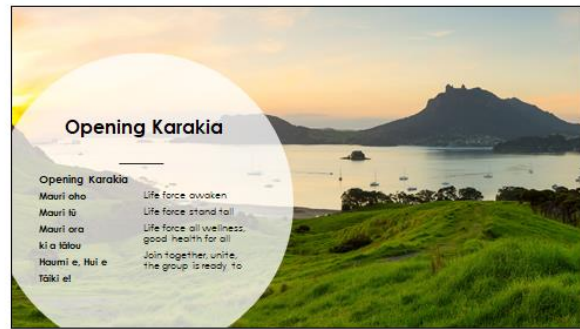 Opening Karakia
Opening Karakia
Mauri oho
Mauri tū
Mauri ora
ki a tātou
Haumi e, Hui e
Tāiki e!
Life force awaken
Life force stand tall
Life force all wellness,
good health for all
Join together, unite,
the group is ready to